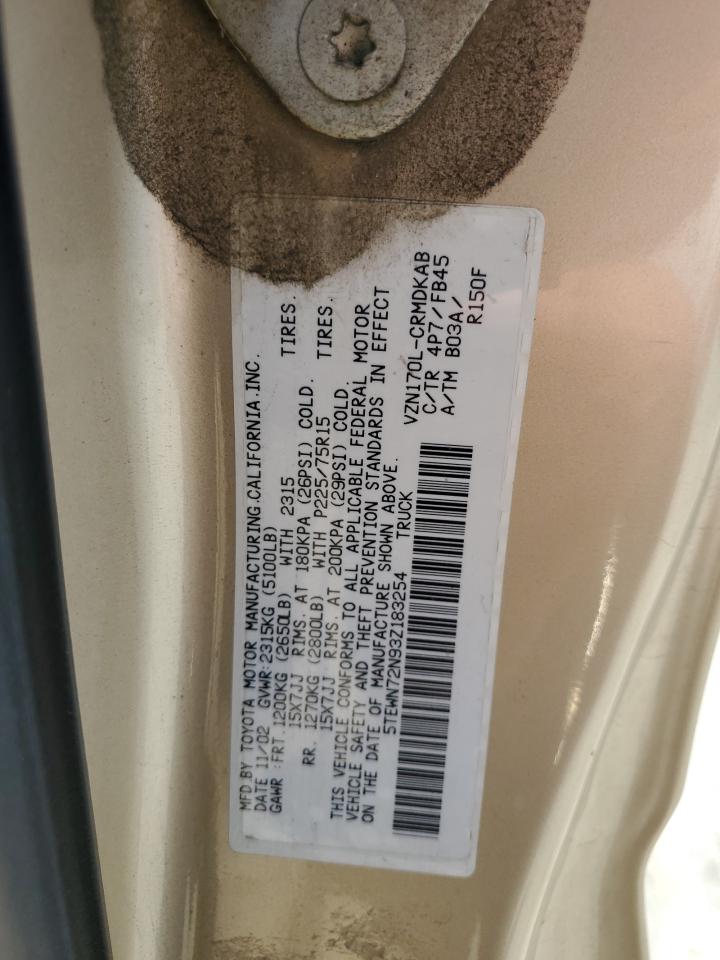 MFD BY TOYOTA MOTOR MANUFACTURING.CALIFORNIA.INC.
DATE 11/02 GVWR:2315KG (5100LB)
GAWR :FRT.1200KG (2650LB) WITH 2315 TIRES.
15X7JJ RIMS. AT 180KPA (26PSI) COLD.
RR. 1270KG (2800LB) WITH P225/75R15 TIRES.
15X7JJ RIMS. AT 200KPA (29PSI) COLD.
THIS VEHICLE CONFORMS TO ALL APPLICABLE FEDERAL MOTOR
VEHICLE SAFETY AND THEFT PREVENTION STANDARDS IN EFFECT
ON THE DATE OF MANUFACTURE SHOWN ABOVE.
5TEWN72N93Z183254 TRUCK
VZN170L-CRMDKAB
C/TR 4P7/FB45
A/TM B03A/
R150F